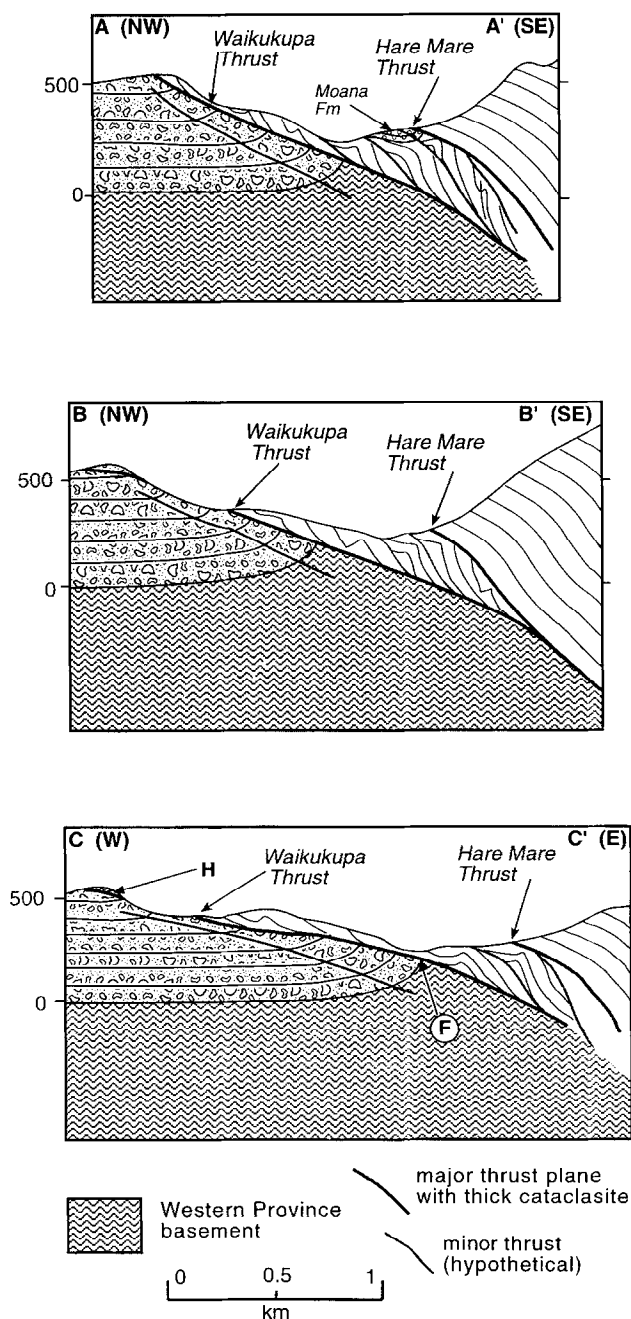 A (NW)
A' (SE)
Waikukupa
Thrust
Hare Mare
Thrust
Moana
Fm
500
0
B (NW)
B' (SE)
Waikukupa
Thrust
Hare Mare
Thrust
500
0
C (W)
C' (E)
H
Waikukupa
Thrust
Hare Mare
Thrust
500
0
F
Western Province
basement
major thrust plane
with thick cataclasite
minor thrust
(hypothetical)
0 0.5 1
km